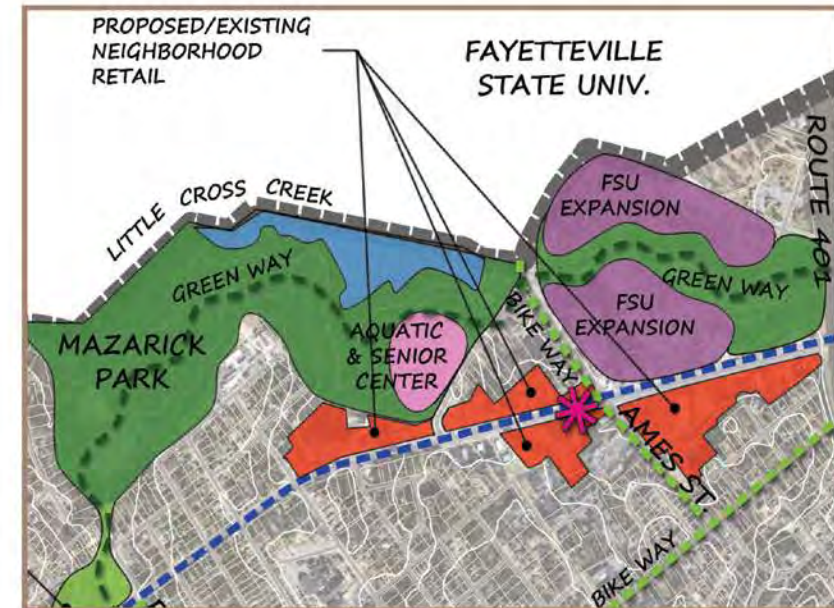 PROPOSED/EXISTING
NEIGHBORHOOD
RETAIL
FAYETTEVILLE
STATE UNIV.
ROUTE 401
LITTLE CROSS CREEK
FSU
EXPANSION
GREEN WAY
GREEN WAY
FSU
EXPANSION
BIKE WAY
MAZARICK
PARK
AQUATIC
& SENIOR
CENTER
AMES ST.
BIKE WAY